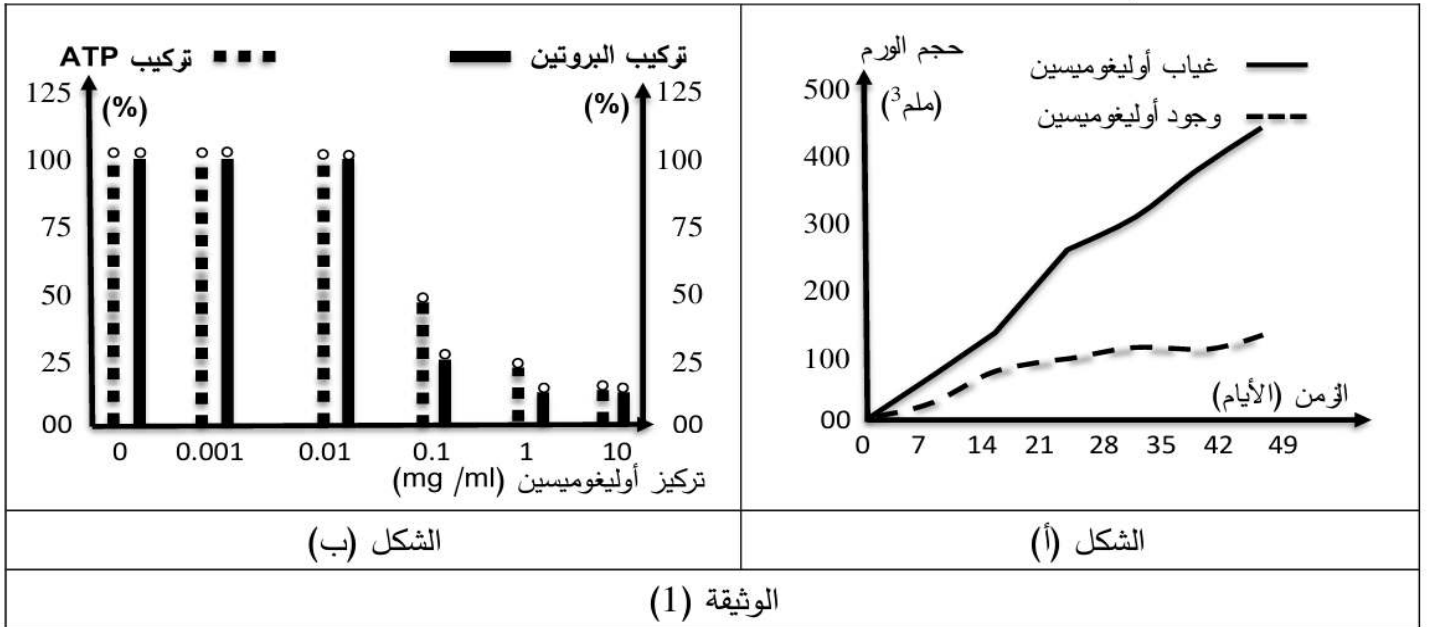 حجم الورم
(ملم3)
غياب أوليغوميسين
وجود أوليغوميسين
500
400
300
200
100
00
الزمن (الأيام)
0 7 14 21 28 35 42 49
الشكل (أ)
تركيب البروتين
تركيب ATP
(%) (%)
125 125
100 100
75 75
50 50
25 25
00 00
0 0.001 0.01 0.1 1 10
تركيز أوليغوميسين (mg /ml)
الشكل (ب)
الوثيقة (1)